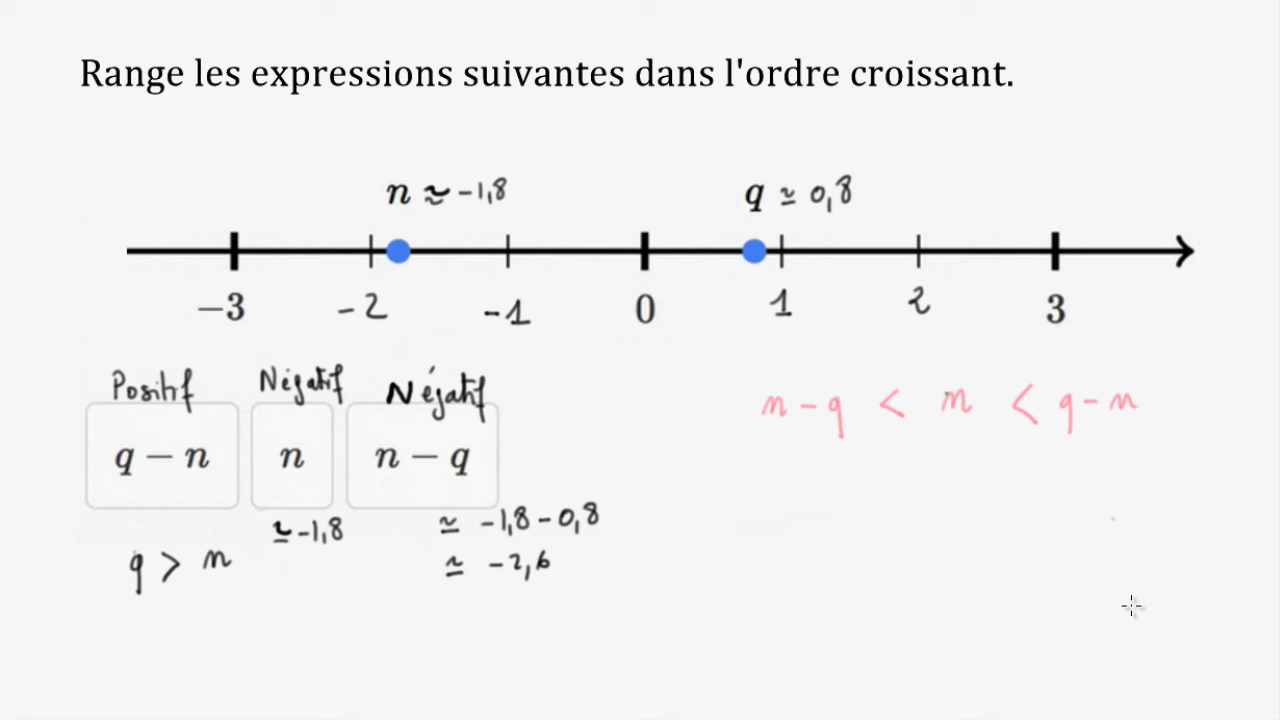 Range les expressions suivantes dans l'ordre croissant.
n ≈ -1,8 q ≃ 0,8
-3 -2 -1 0 1 2 3
Positif Négatif Négatif
q - n n n - q
n - q < n < q - n
≃ -1,8 ≃ -1,8 - 0,8
q > n ≃ -2,6